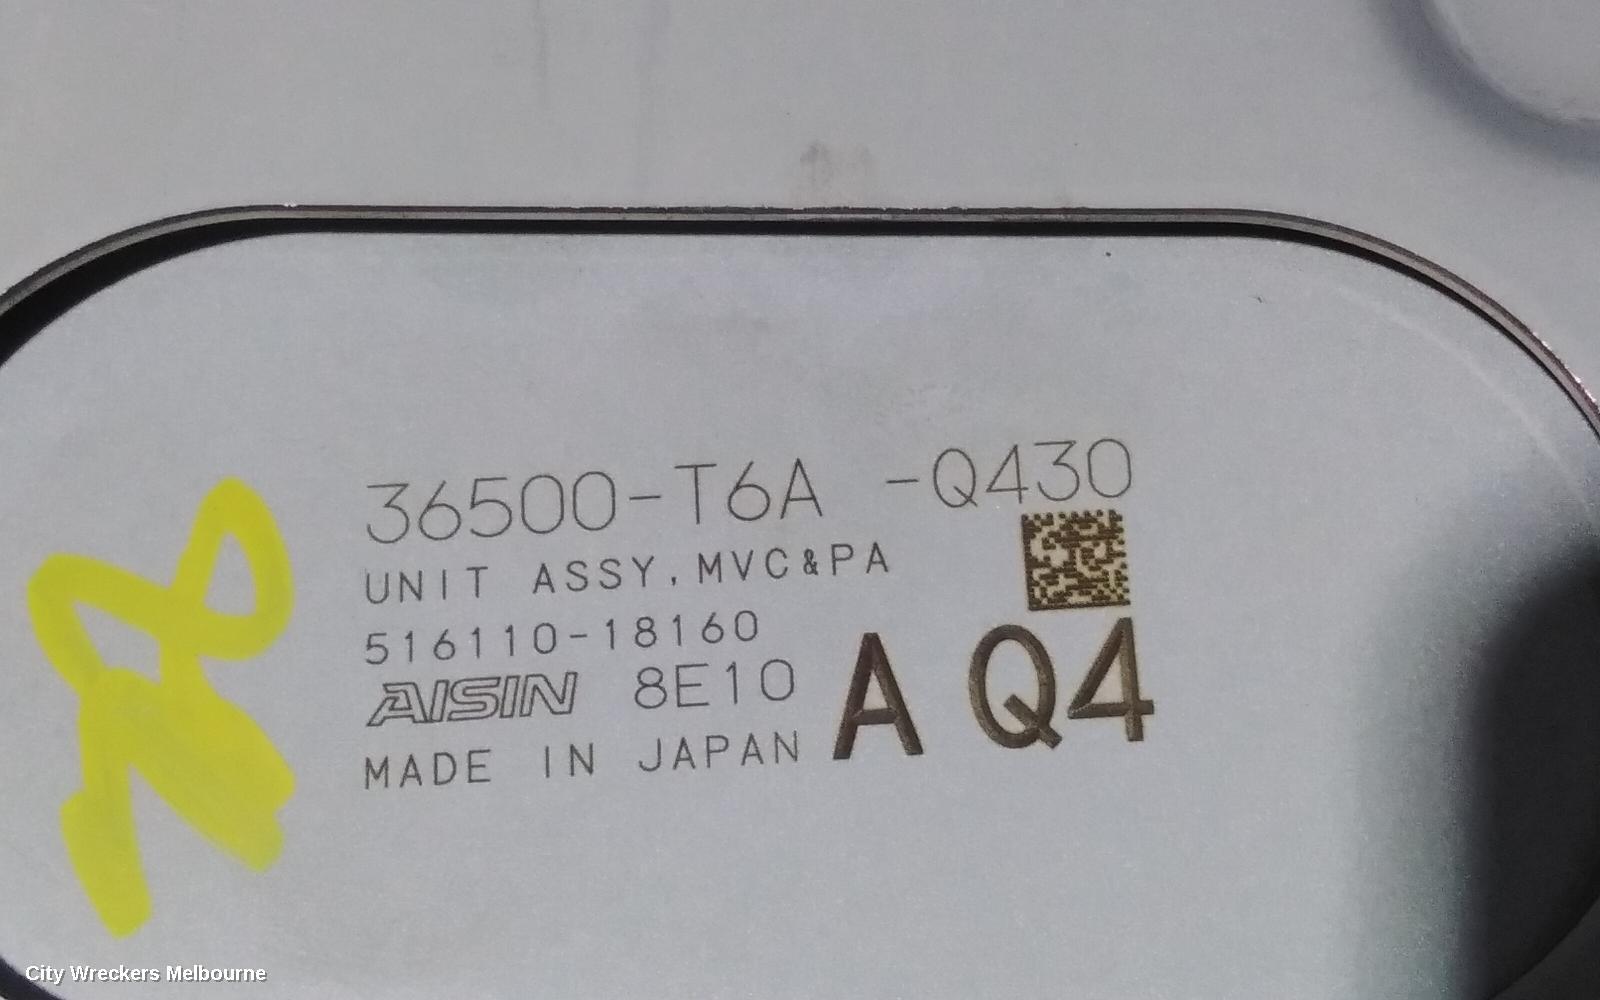 36500-T6A -Q430
UNIT ASSY,MVC&PA
516110-18160
AISIN 8E10
MADE IN JAPAN
A Q4
City Wreckers Melbourne